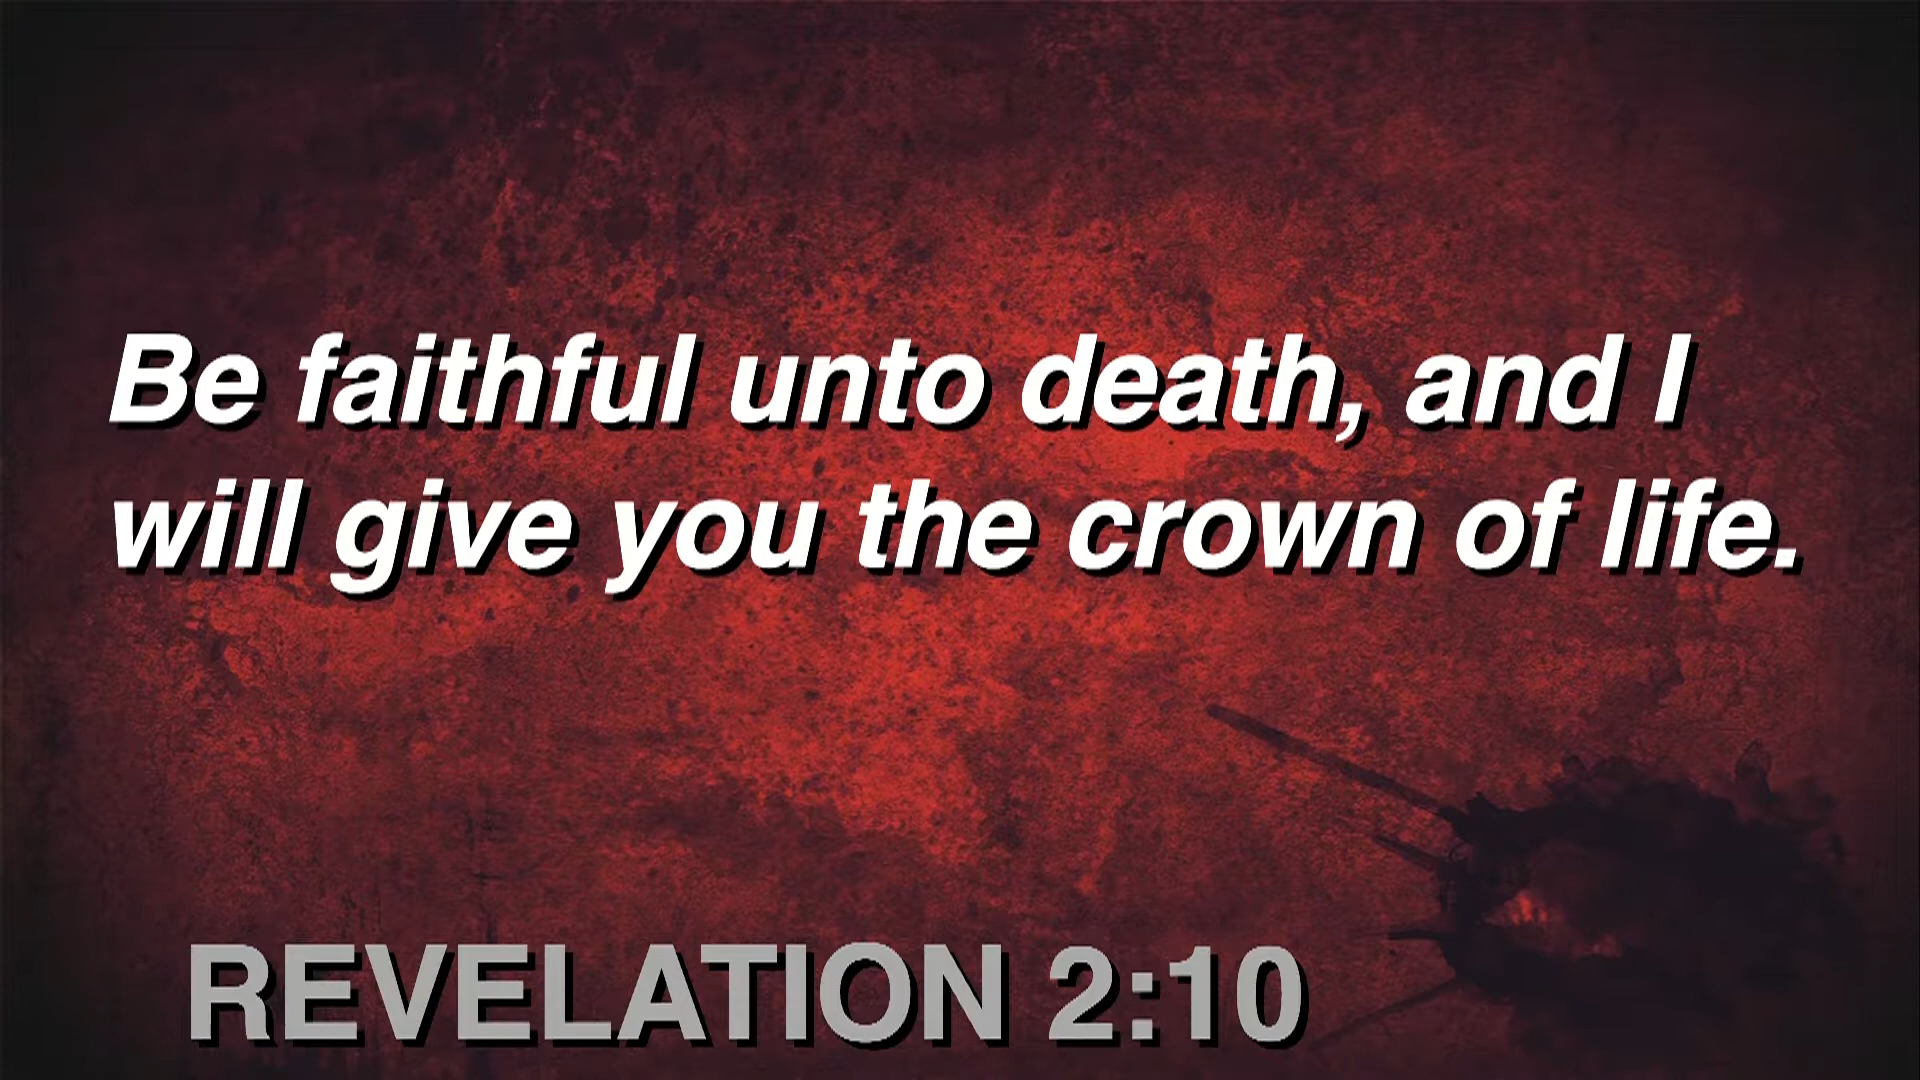 Be faithful unto death, and I
will give you the crown of life.
REVELATION 2:10